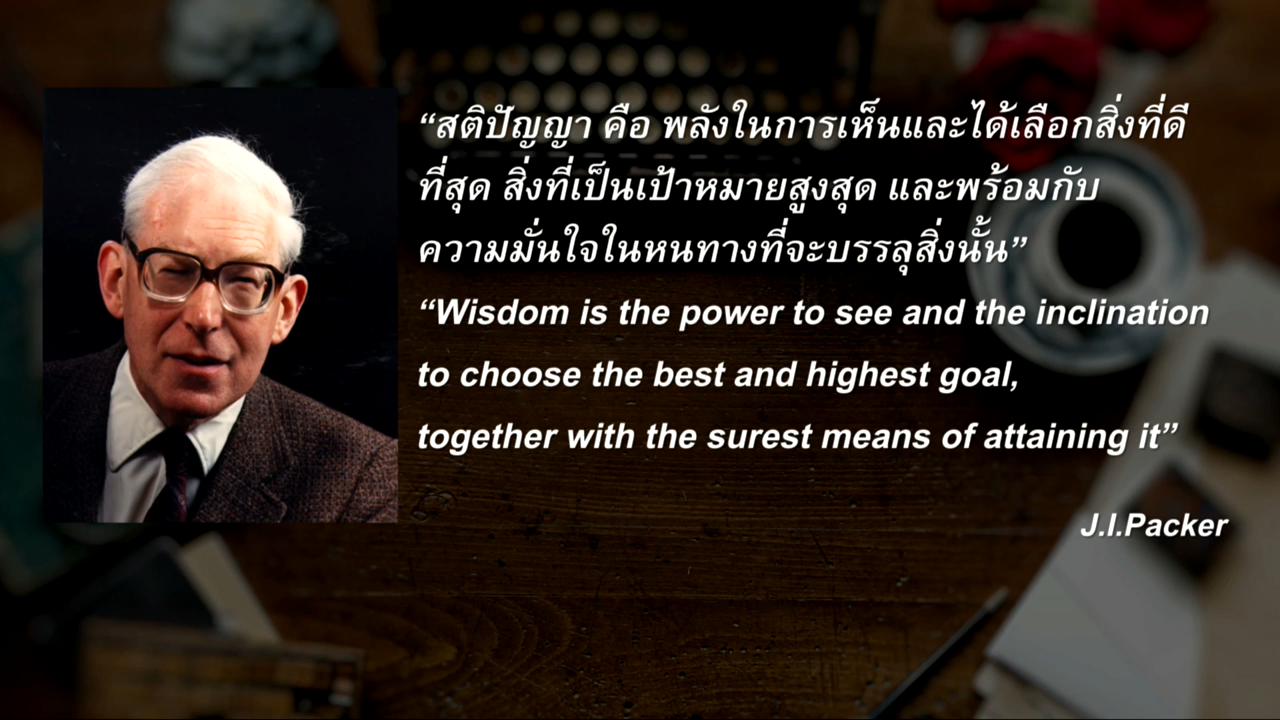 “สติปัญญา คือ พลังในการเห็นและได้เลือกสิ่งที่ดี
ที่สุด สิ่งที่เป็นเป้าหมายสูงสุด และพร้อมกับ
ความมั่นใจในหนทางที่จะบรรลุสิ่งนั้น”
“Wisdom is the power to see and the inclination
to choose the best and highest goal,
together with the surest means of attaining it”
J.I.Packer